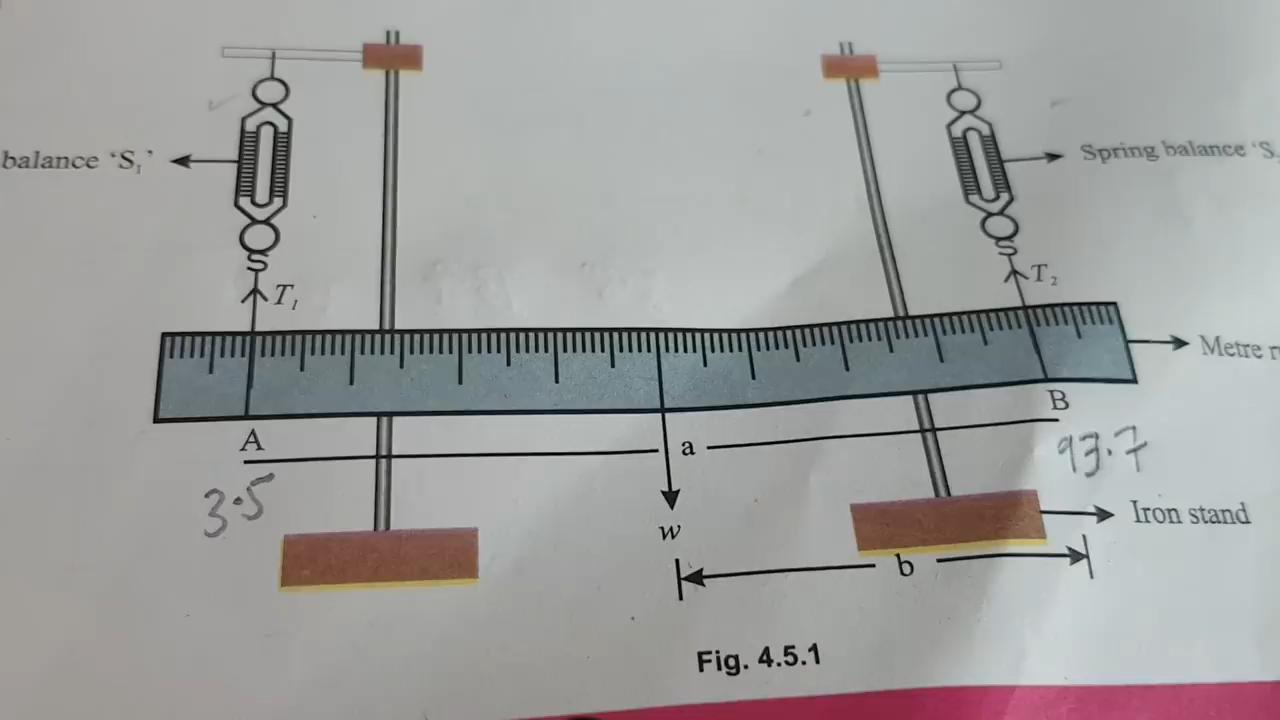 balance ‘S₁’
Spring balance ‘S
T₁
T₂
Metre r
A
B
a
3.5
93.7
w
Iron stand
b
Fig. 4.5.1